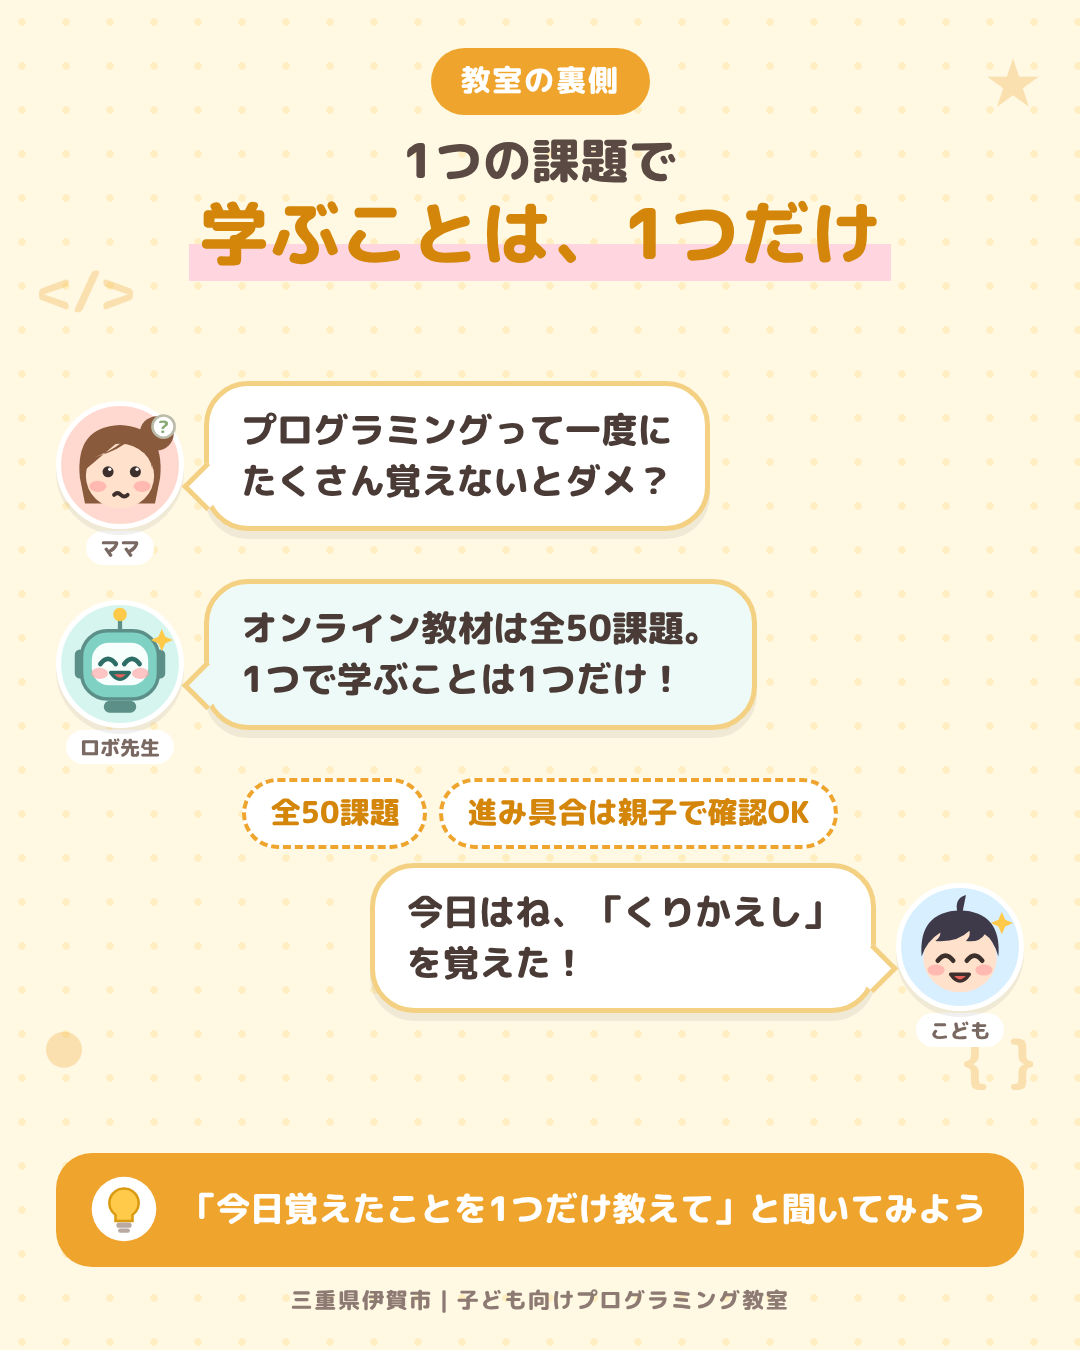 教室の裏側
1つの課題で
学ぶことは、1つだけ
</>
?
プログラミングって一度に
たくさん覚えないとダメ？
ママ
オンライン教材は全50課題。
1つで学ぶことは1つだけ！
ロボ先生
全50課題
進み具合は親子で確認OK
今日はね、「くりかえし」
を覚えた！
こども
{ }
「今日覚えたことを1つだけ教えて」と聞いてみよう
三重県伊賀市｜子ども向けプログラミング教室